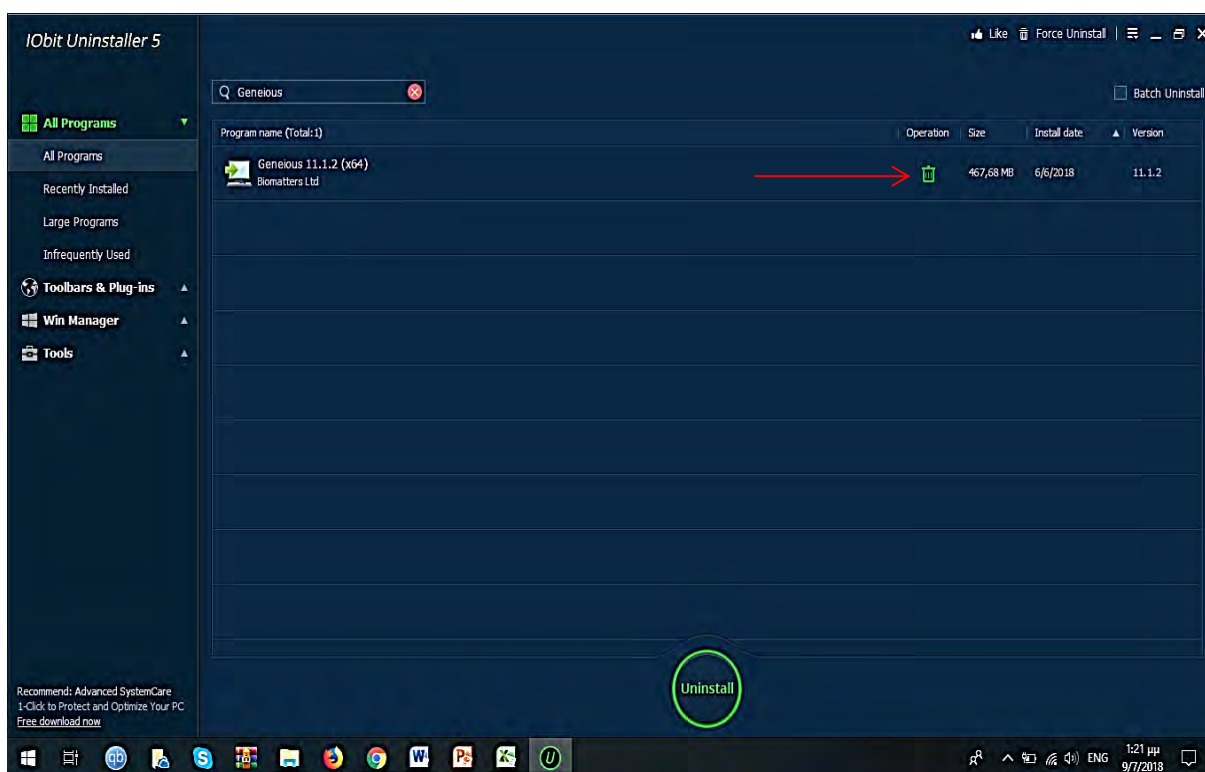 IObit Uninstaller 5
Like Force Uninstall
Geneious
Batch Uninstall
All Programs
All Programs
Recently Installed
Large Programs
Infrequently Used
Toolbars & Plug-ins
Win Manager
Tools
Program name (Total:1) Operation Size Install date Version
Geneious 11.1.2 (x64)
Biomatters Ltd
467,68 MB 6/6/2018 11.1.2
Uninstall
Recommend: Advanced SystemCare
1-Click to Protect and Optimize Your PC
Free download now
qb
S
W
P
X
U
ENG
1:21 μμ
9/7/2018